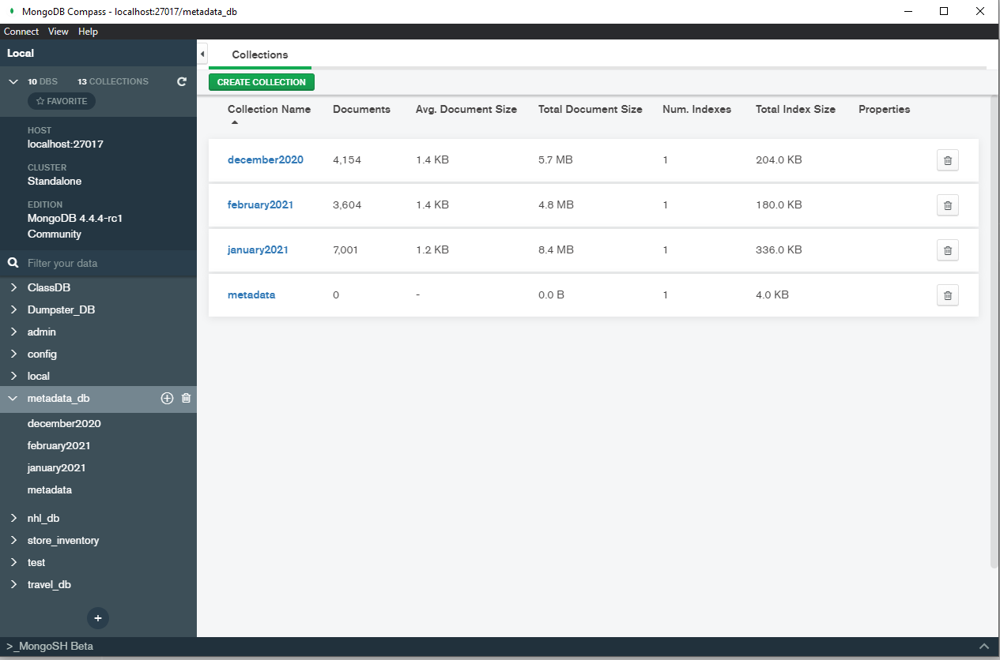 MongoDB Compass - localhost:27017/metadata_db
Connect View Help
Local
10 DBS 13 COLLECTIONS
FAVORITE
HOST
localhost:27017
CLUSTER
Standalone
EDITION
MongoDB 4.4.4-rc1
Community
Filter your data
ClassDB
Dumpster_DB
admin
config
local
metadata_db
december2020
february2021
january2021
metadata
nhl_db
store_inventory
test
travel_db
+
Collections
CREATE COLLECTION
Collection Name Documents Avg. Document Size Total Document Size Num. Indexes Total Index Size Properties
december2020 4,154 1.4 KB 5.7 MB 1 204.0 KB
february2021 3,604 1.4 KB 4.8 MB 1 180.0 KB
january2021 7,001 1.2 KB 8.4 MB 1 336.0 KB
metadata 0 - 0.0 B 1 4.0 KB
>_MongoSH Beta